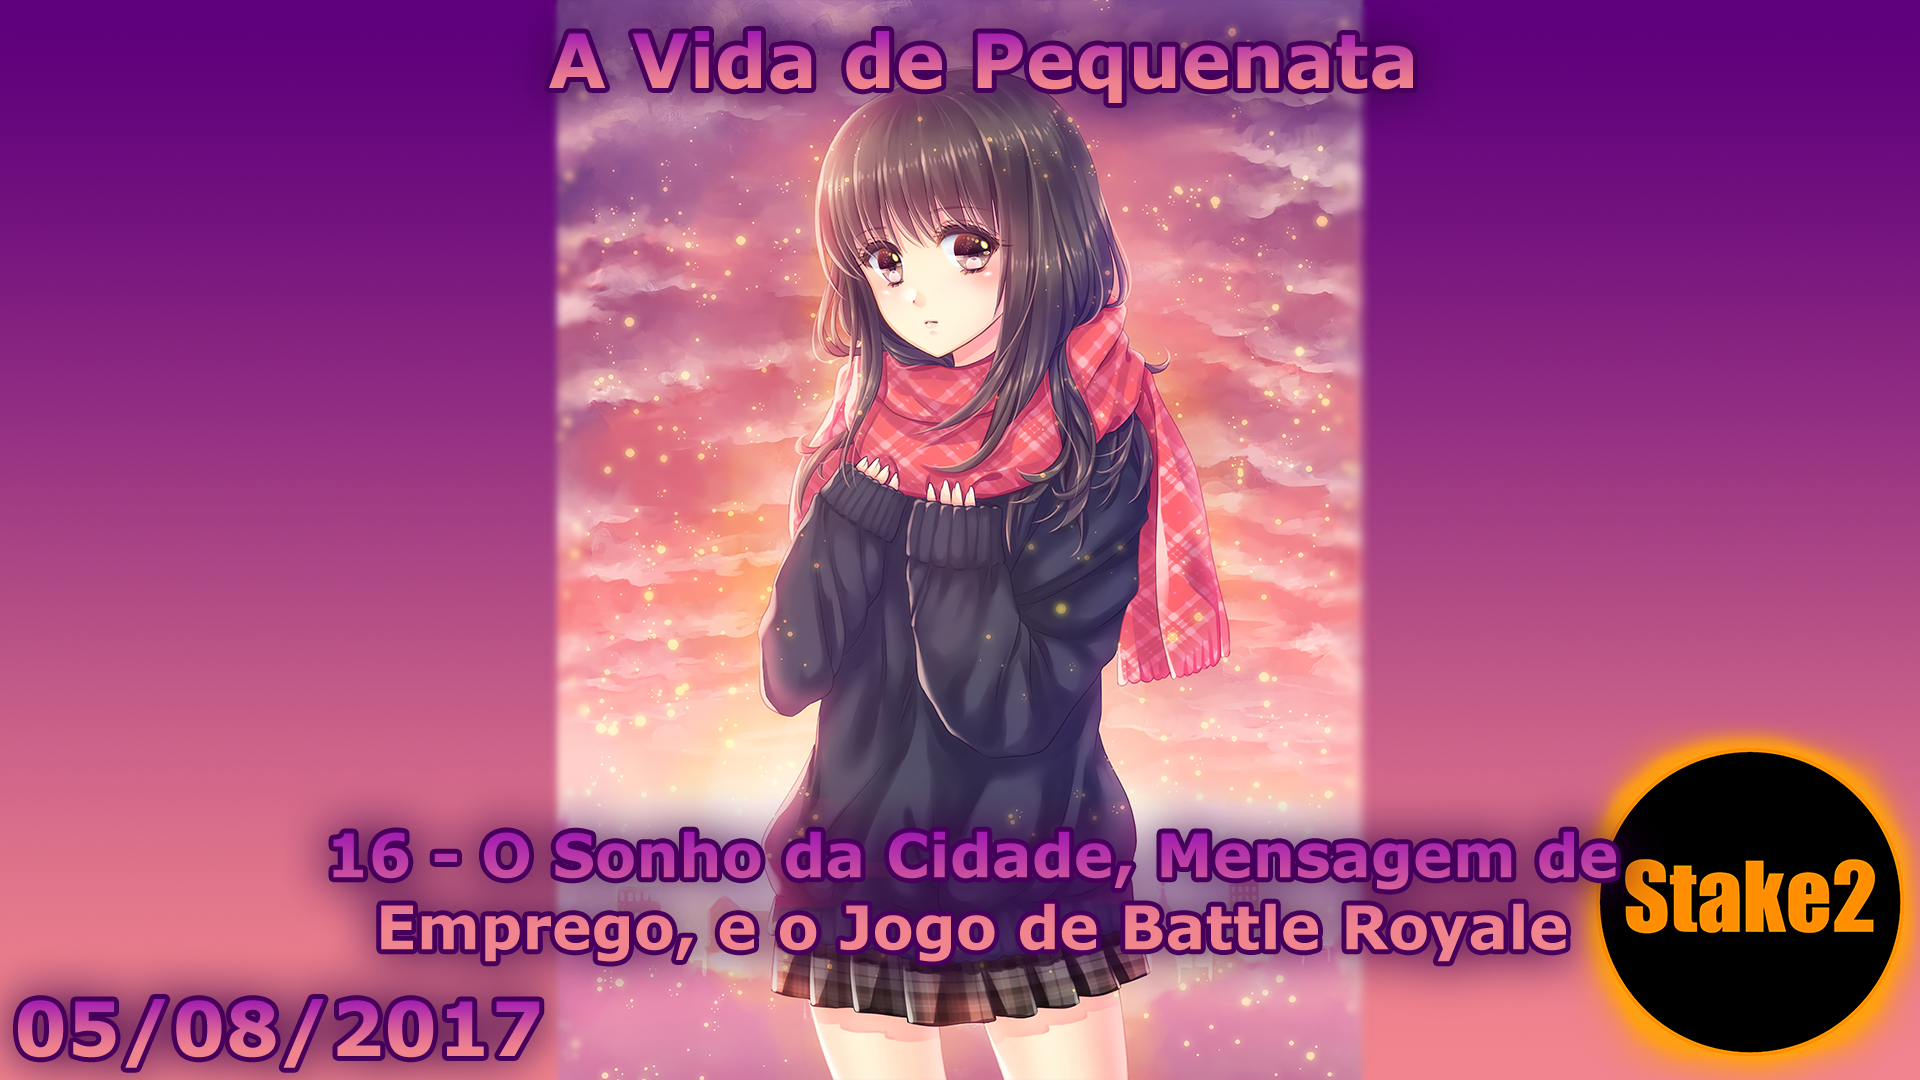 A Vida de Pequenata
16 - O Sonho da Cidade, Mensagem de
Emprego, e o Jogo de Battle Royale
Stake2
05/08/2017